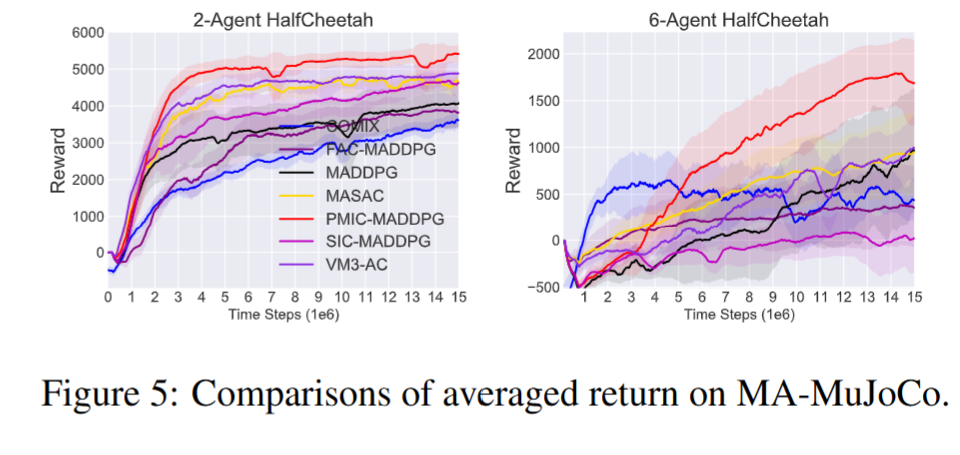 2-Agent HalfCheetah
6000
5000
4000
3000
2000
1000
0
Reward
COMIX
FAC-MADDPG
MADDPG
MASAC
PMIC-MADDPG
SIC-MADDPG
VM3-AC
0 1 2 3 4 5 6 7 8 9 10 11 12 13 14 15
Time Steps (1e6)
6-Agent HalfCheetah
2000
1500
1000
500
0
−500
Reward
1 2 3 4 5 6 7 8 9 10 11 12 13 14 15
Time Steps (1e6)
Figure 5: Comparisons of averaged return on MA-MuJoCo.